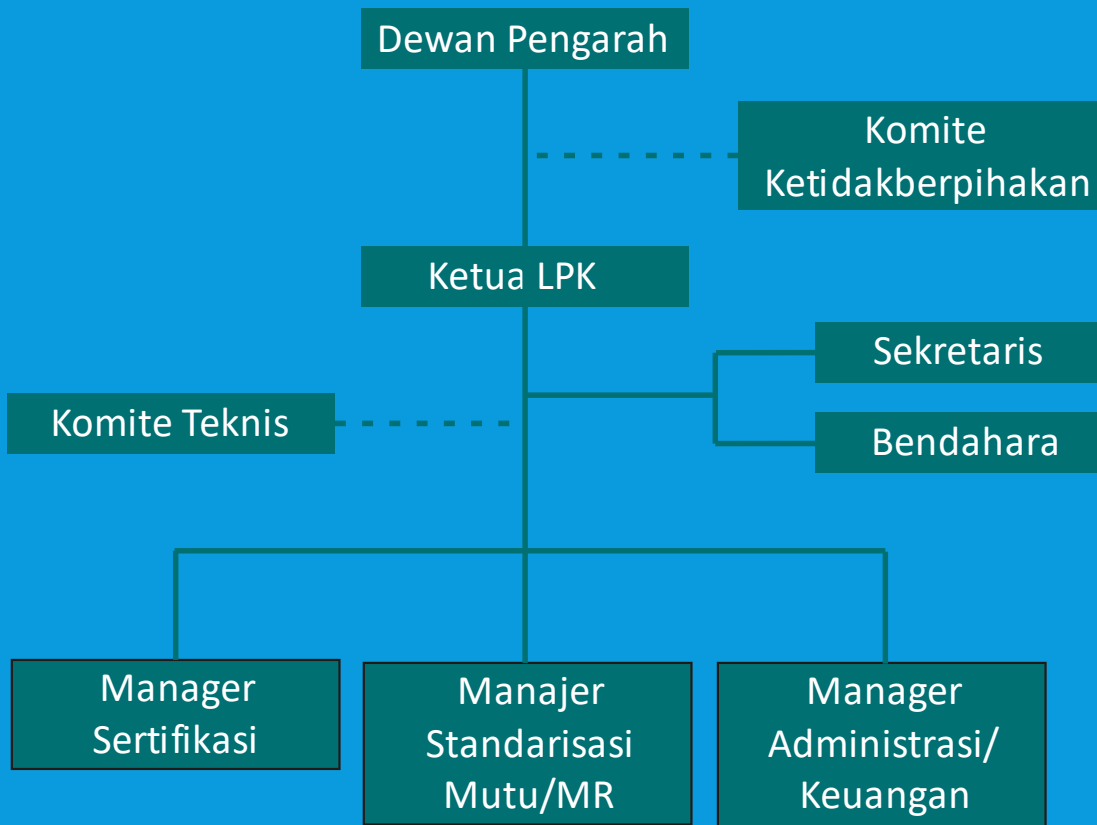 Dewan Pengarah
Komite
Ketidakberpihakan
Ketua LPK
Sekretaris
Komite Teknis
Bendahara
Manager
Sertifikasi
Manajer
Standarisasi
Mutu/MR
Manager
Administrasi/
Keuangan